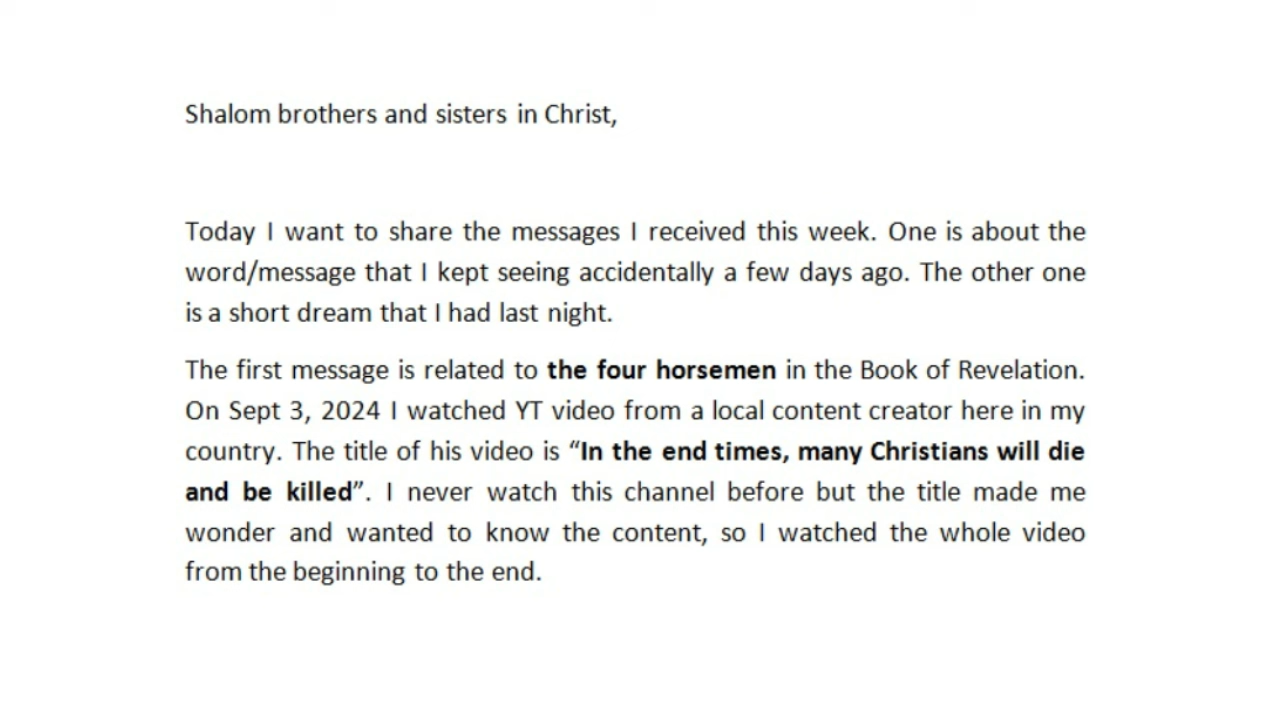 Shalom brothers and sisters in Christ,
Today I want to share the messages I received this week. One is about the
word/message that I kept seeing accidentally a few days ago. The other one
is a short dream that I had last night.
The first message is related to the four horsemen in the Book of Revelation.
On Sept 3, 2024 I watched YT video from a local content creator here in my
country. The title of his video is “In the end times, many Christians will die
and be killed”. I never watch this channel before but the title made me
wonder and wanted to know the content, so I watched the whole video
from the beginning to the end.